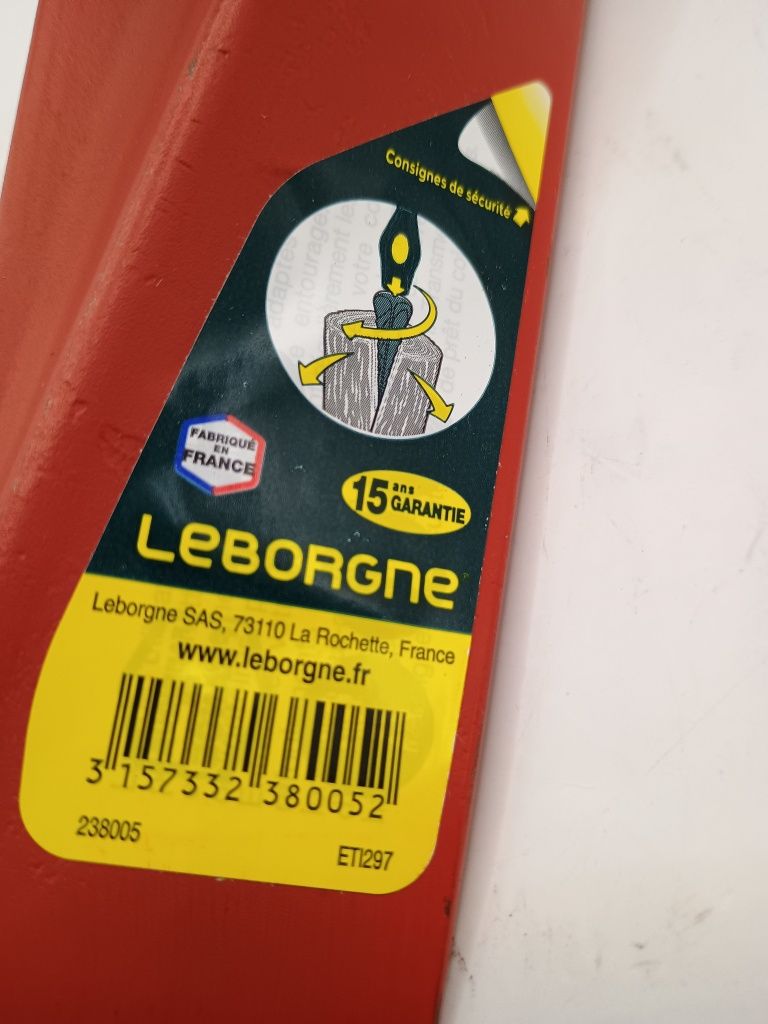 Consignes de sécurité
FABRIQUÉ
EN
FRANCE
15 ans
GARANTIE
LEBORGNE
Leborgne SAS, 73110 La Rochette, France
www.leborgne.fr
3 157332 380052
238005
ETI297